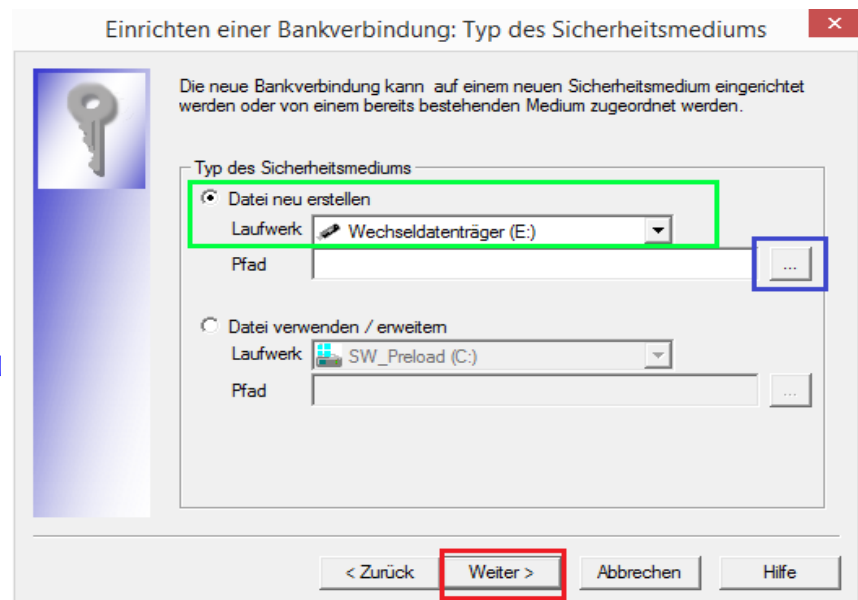 Einrichten einer Bankverbindung: Typ des Sicherheitsmediums
Die neue Bankverbindung kann auf einem neuen Sicherheitsmedium eingerichtet
werden oder von einem bereits bestehenden Medium zugeordnet werden.
Typ des Sicherheitsmediums
Datei neu erstellen
Laufwerk Wechseldatenträger (E:)
Pfad ...
Datei verwenden / erweitern
Laufwerk SW_Preload (C:)
Pfad ...
< Zurück Weiter > Abbrechen Hilfe